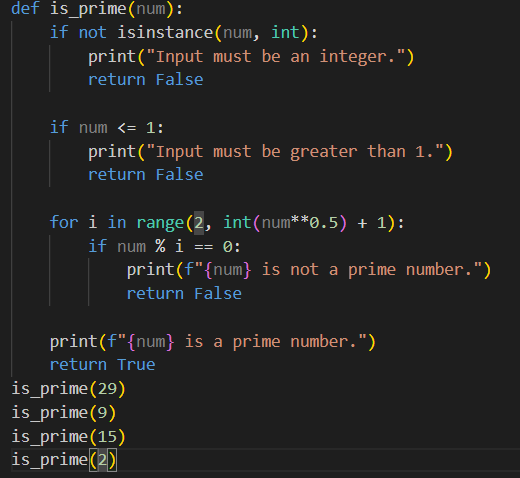 def is_prime(num):
    if not isinstance(num, int):
        print("Input must be an integer.")
        return False

    if num <= 1:
        print("Input must be greater than 1.")
        return False

    for i in range(2, int(num**0.5) + 1):
        if num % i == 0:
            print(f"{num} is not a prime number.")
            return False

    print(f"{num} is a prime number.")
    return True
is_prime(29)
is_prime(9)
is_prime(15)
is_prime(2)